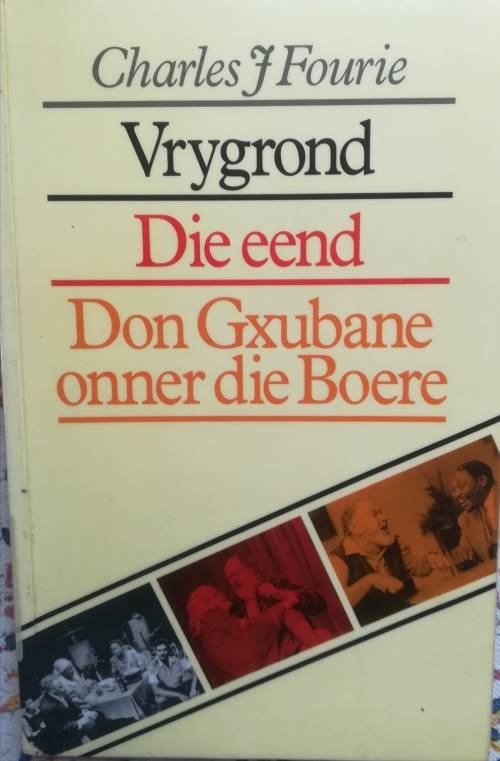 Charles J Fourie
Vrygrond
Die eend
Don Gxubane
onner die Boere